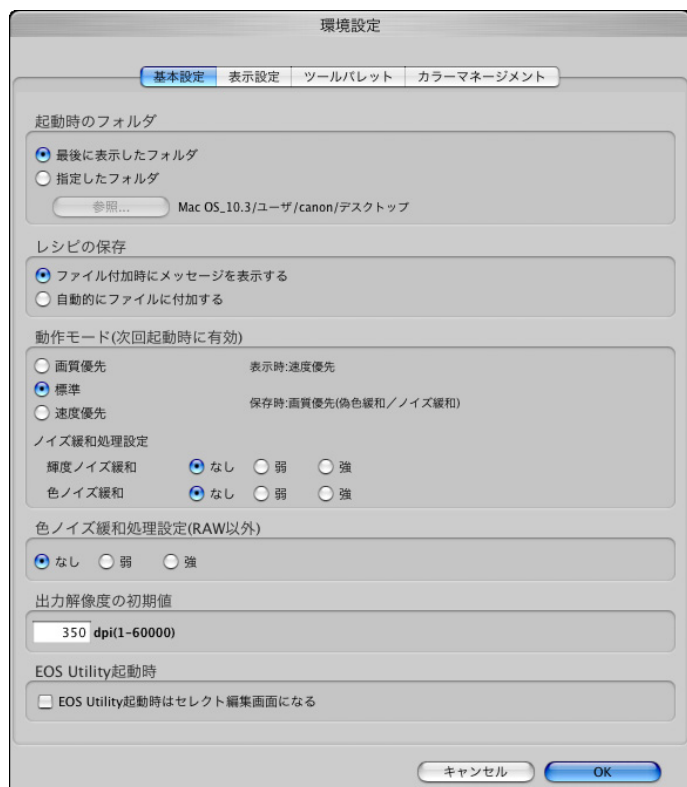 環境設定
基本設定 表示設定 ツールパレット カラーマネージメント
起動時のフォルダ
最後に表示したフォルダ
指定したフォルダ
参照... Mac OS_10.3/ユーザ/canon/デスクトップ
レシピの保存
ファイル付加時にメッセージを表示する
自動的にファイルに付加する
動作モード(次回起動時に有効)
画質優先 表示時:速度優先
標準
保存時:画質優先(偽色緩和/ノイズ緩和)
速度優先
ノイズ緩和処理設定
輝度ノイズ緩和 なし 弱 強
色ノイズ緩和 なし 弱 強
色ノイズ緩和処理設定(RAW以外)
なし 弱 強
出力解像度の初期値
350 dpi(1-60000)
EOS Utility起動時
EOS Utility起動時はセレクト編集画面になる
キャンセル OK